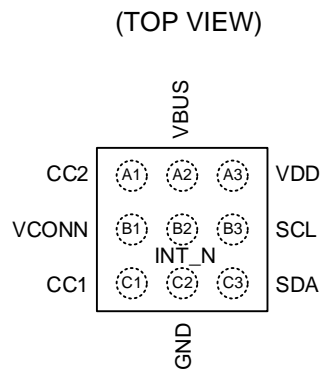 (TOP VIEW)
VBUS
CC2 A1 A2 A3 VDD
VCONN B1 B2 B3 SCL
INT_N
CC1 C1 C2 C3 SDA
GND